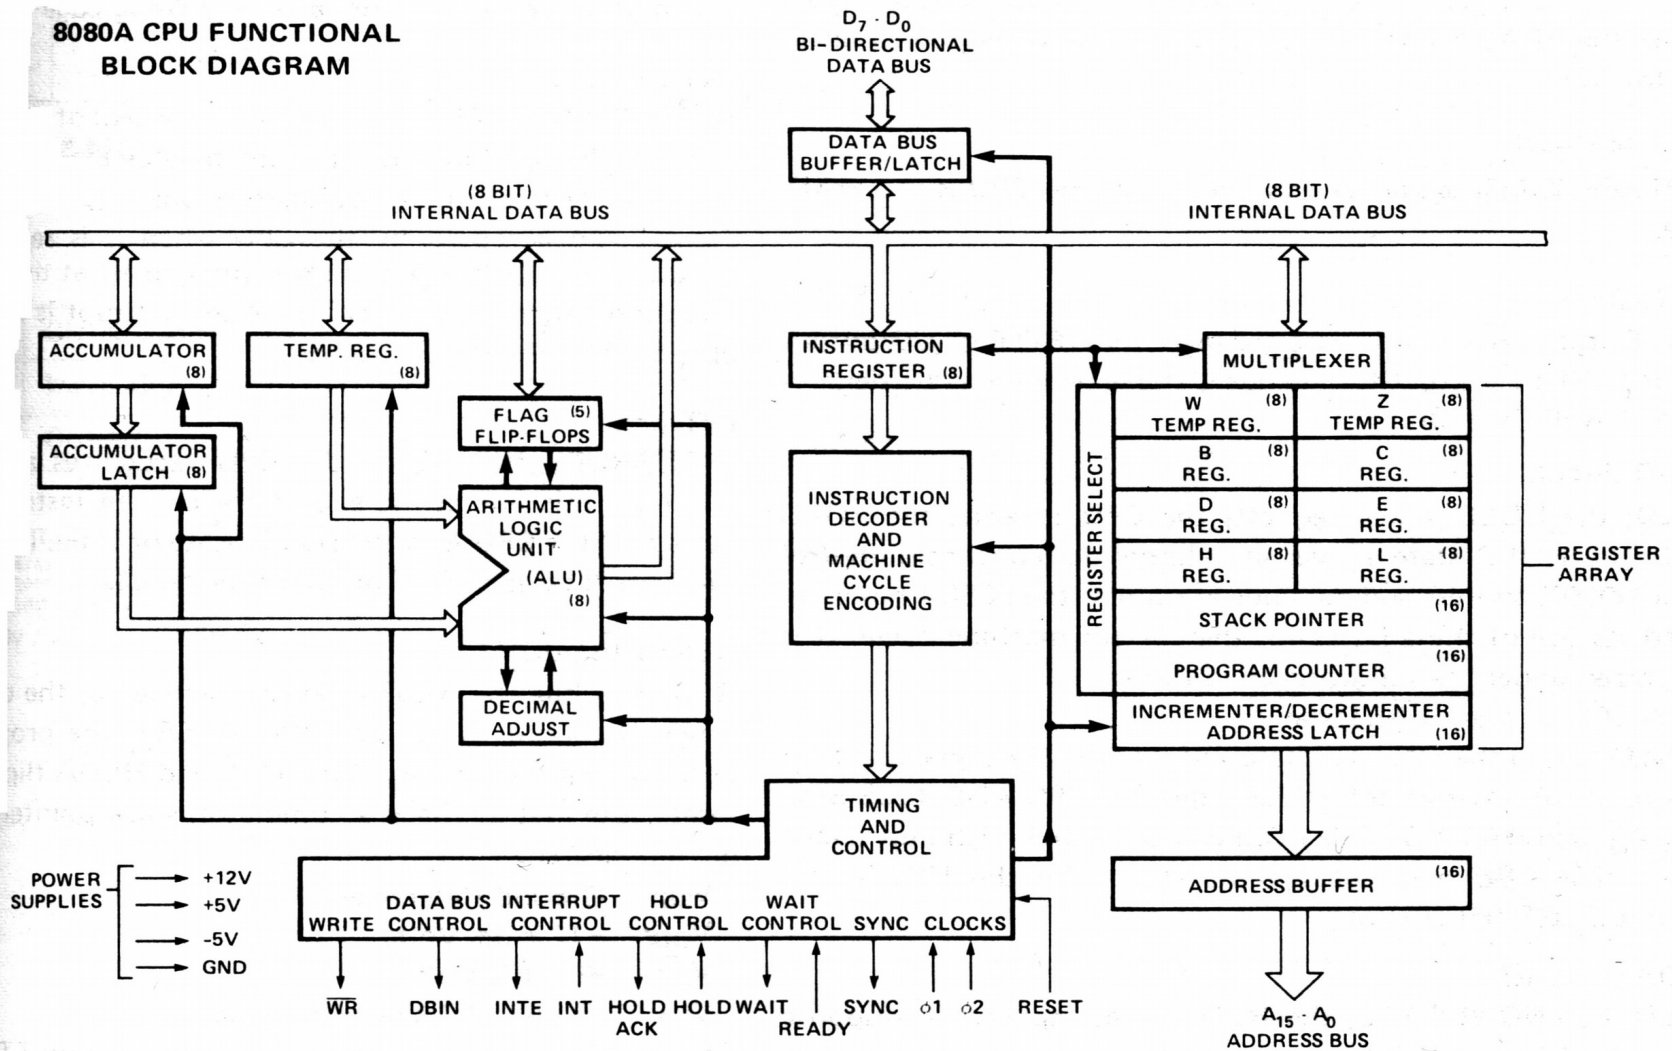 8080A CPU FUNCTIONAL
BLOCK DIAGRAM
D7 - D0
BI-DIRECTIONAL
DATA BUS
DATA BUS
BUFFER/LATCH
(8 BIT)
INTERNAL DATA BUS
(8 BIT)
INTERNAL DATA BUS
ACCUMULATOR
(8)
TEMP. REG.
(8)
INSTRUCTION
REGISTER (8)
MULTIPLEXER
FLAG (5)
FLIP-FLOPS
ACCUMULATOR
LATCH (8)
ARITHMETIC
LOGIC
UNIT
(ALU)
(8)
DECIMAL
ADJUST
INSTRUCTION
DECODER
AND
MACHINE
CYCLE
ENCODING
REGISTER SELECT
W (8)
TEMP REG.
Z (8)
TEMP REG.
B (8)
REG.
C (8)
REG.
D (8)
REG.
E (8)
REG.
H (8)
REG.
L (8)
REG.
STACK POINTER (16)
PROGRAM COUNTER (16)
INCREMENTER/DECREMENTER
ADDRESS LATCH (16)
REGISTER
ARRAY
TIMING
AND
CONTROL
POWER
SUPPLIES
+12V
+5V
-5V
GND
WRITE
DATA BUS
CONTROL
INTERRUPT
CONTROL
HOLD
CONTROL
WAIT
CONTROL
SYNC
CLOCKS
ADDRESS BUFFER (16)
W̅R̅
DBIN
INTE
INT
HOLD
ACK
HOLD
WAIT
READY
SYNC
ϕ1
ϕ2
RESET
A15 - A0
ADDRESS BUS